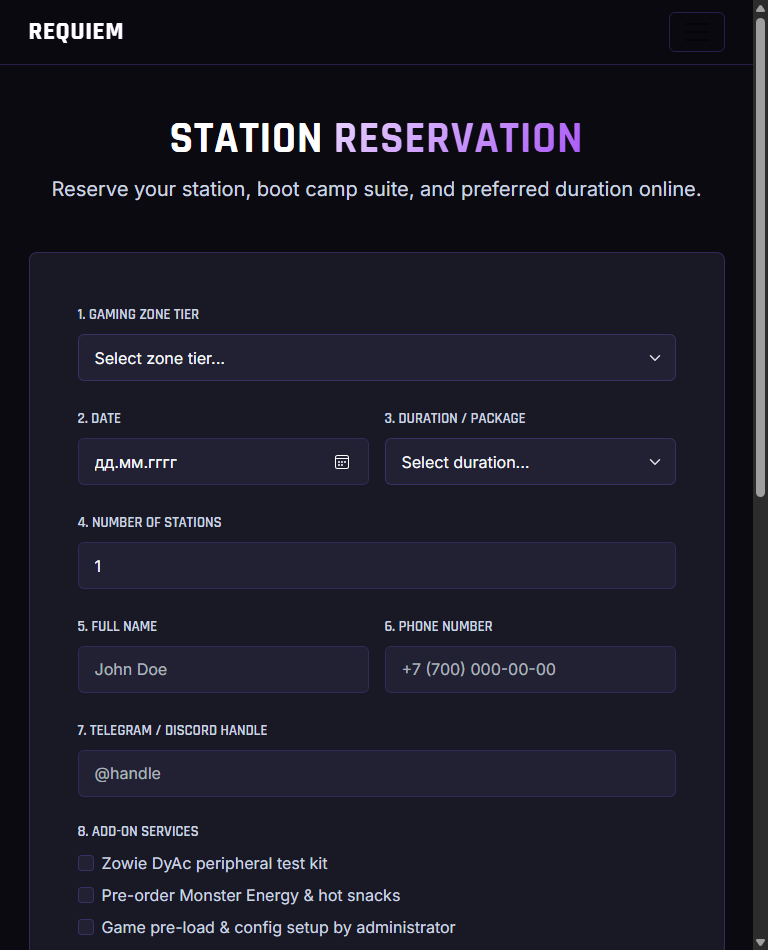 REQUIEM
STATION RESERVATION
Reserve your station, boot camp suite, and preferred duration online.
1. GAMING ZONE TIER
Select zone tier...
2. DATE
3. DURATION / PACKAGE
дд.мм.гггг
Select duration...
4. NUMBER OF STATIONS
1
5. FULL NAME
6. PHONE NUMBER
John Doe
+7 (700) 000-00-00
7. TELEGRAM / DISCORD HANDLE
@handle
8. ADD-ON SERVICES
Zowie DyAc peripheral test kit
Pre-order Monster Energy & hot snacks
Game pre-load & config setup by administrator